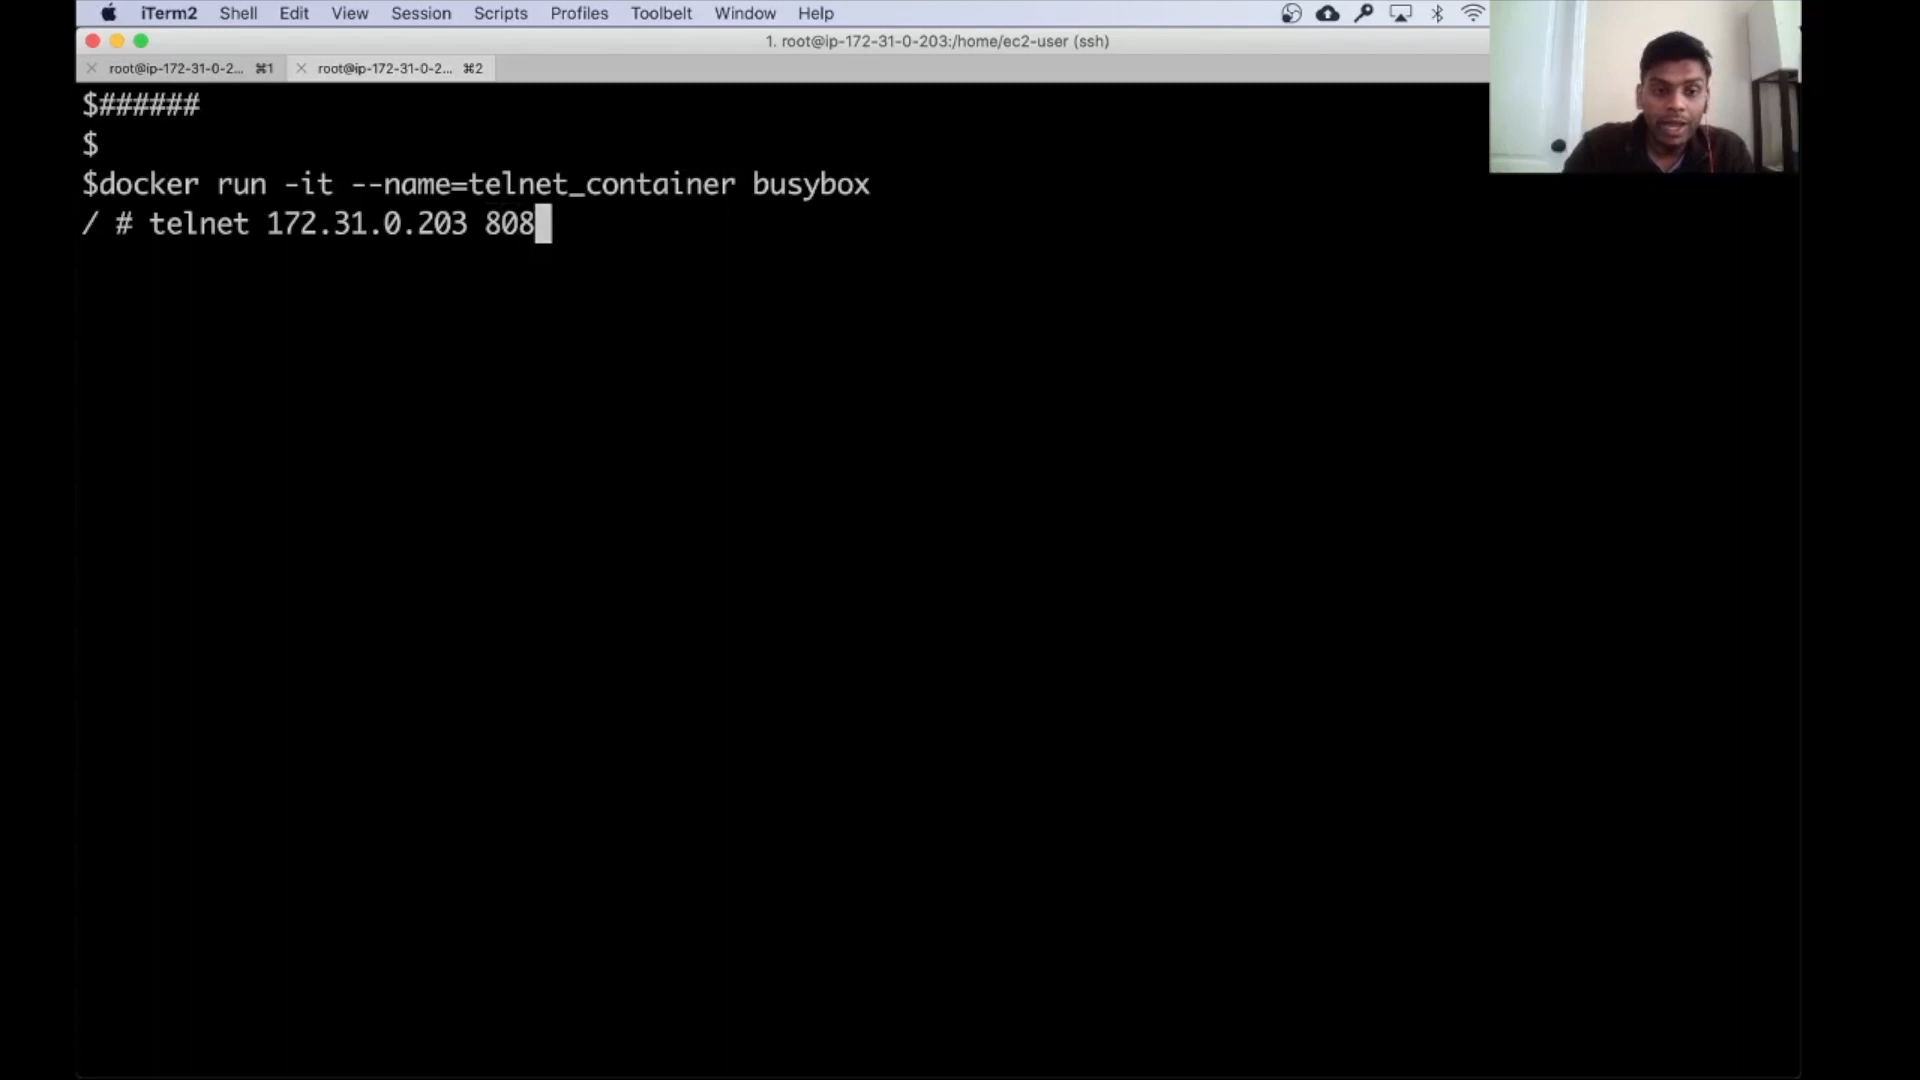 iTerm2 Shell Edit View Session Scripts Profiles Toolbelt Window Help
1. root@ip-172-31-0-203:/home/ec2-user (ssh)
root@ip-172-31-0-2... ⌘1 root@ip-172-31-0-2... ⌘2
$######
$
$docker run -it --name=telnet_container busybox
/ # telnet 172.31.0.203 808